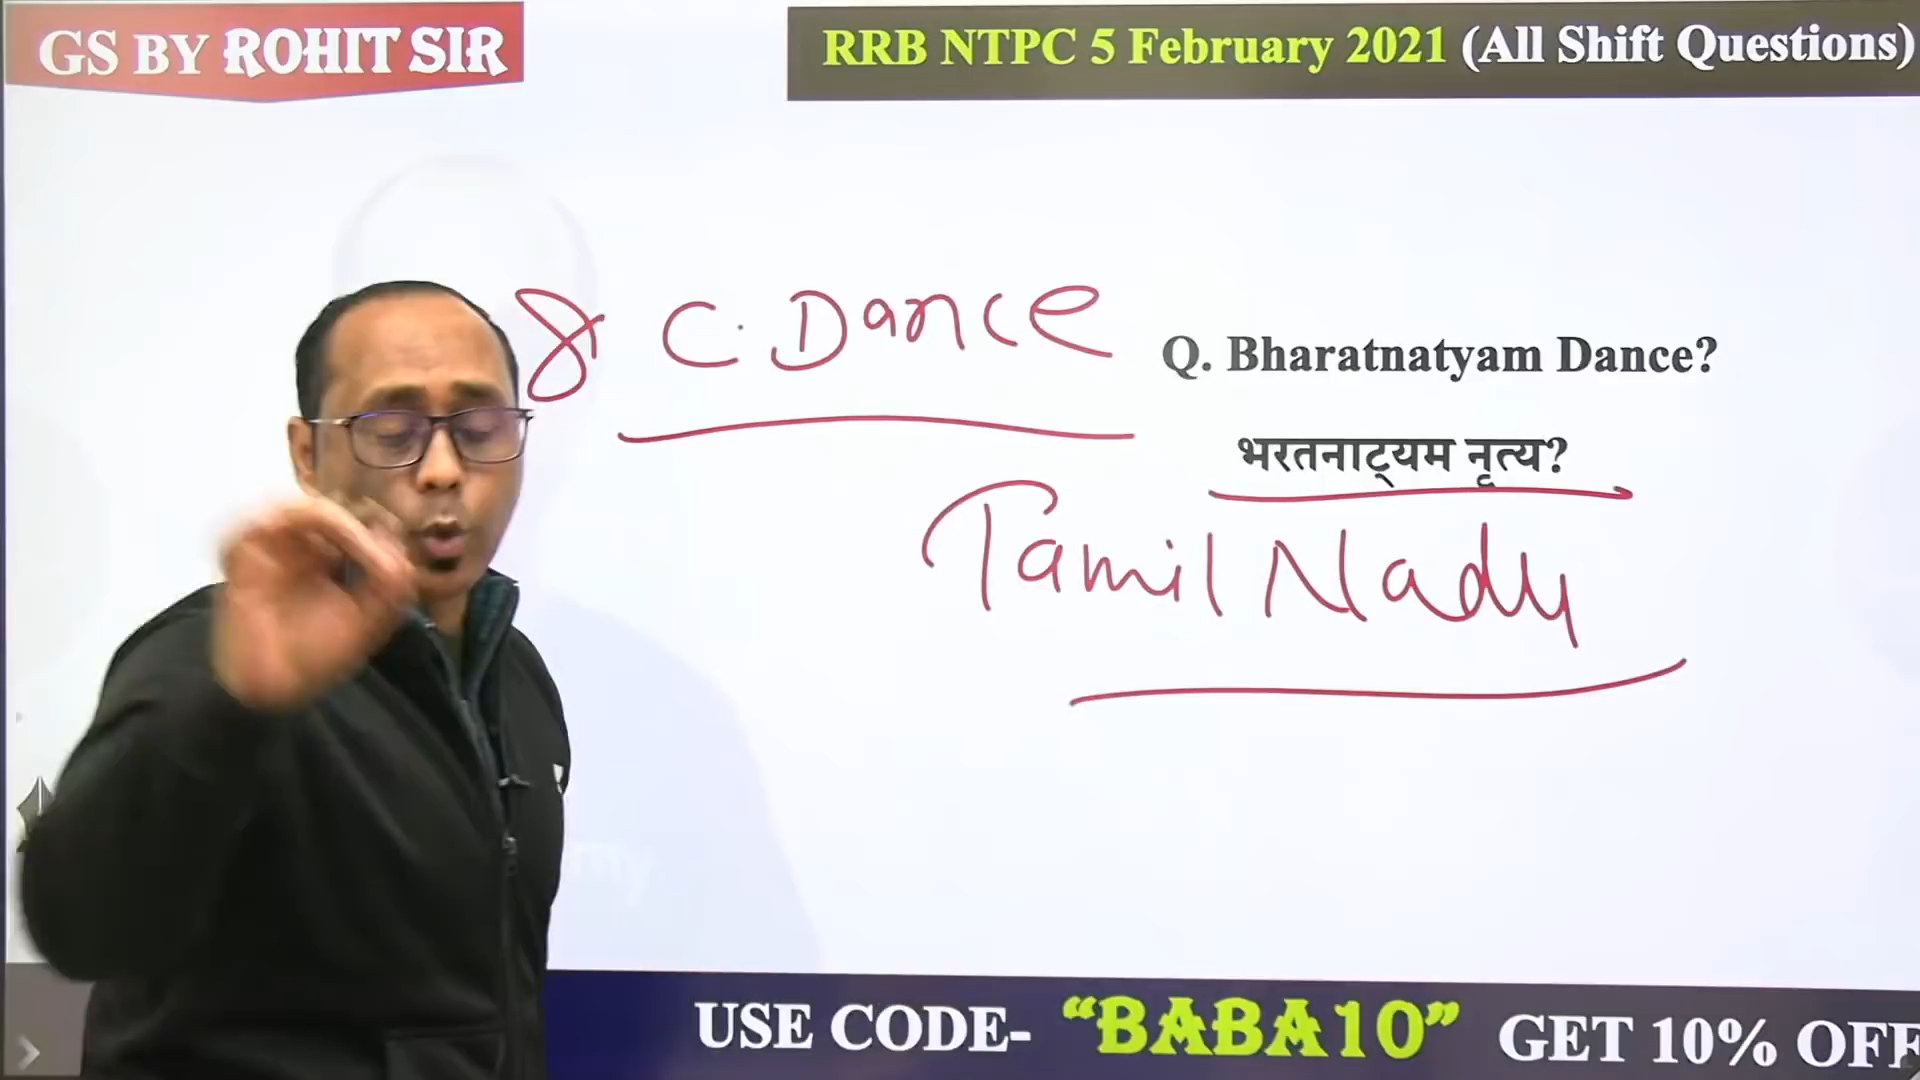 GS BY ROHIT SIR
RRB NTPC 5 February 2021 (All Shift Questions)
C. Dance
Q. Bharatnatyam Dance?
भरतनाट्यम नृत्य?
Tamil Nadu
my
USE CODE- “BABA10” GET 10% OFF